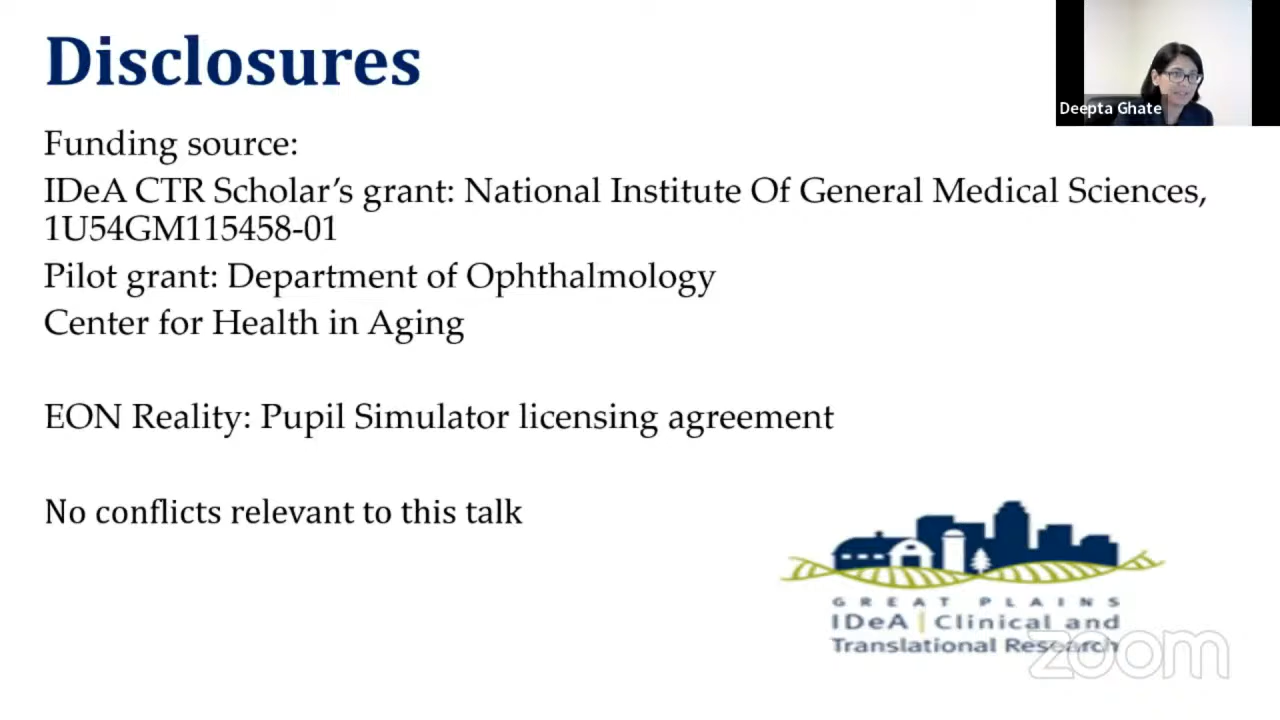 Disclosures
Deepta Ghate
Funding source:
IDeA CTR Scholar’s grant: National Institute Of General Medical Sciences,
1U54GM115458-01
Pilot grant: Department of Ophthalmology
Center for Health in Aging
EON Reality: Pupil Simulator licensing agreement
No conflicts relevant to this talk
GREAT PLAINS
IDeA | Clinical and
Translational Research
zoom